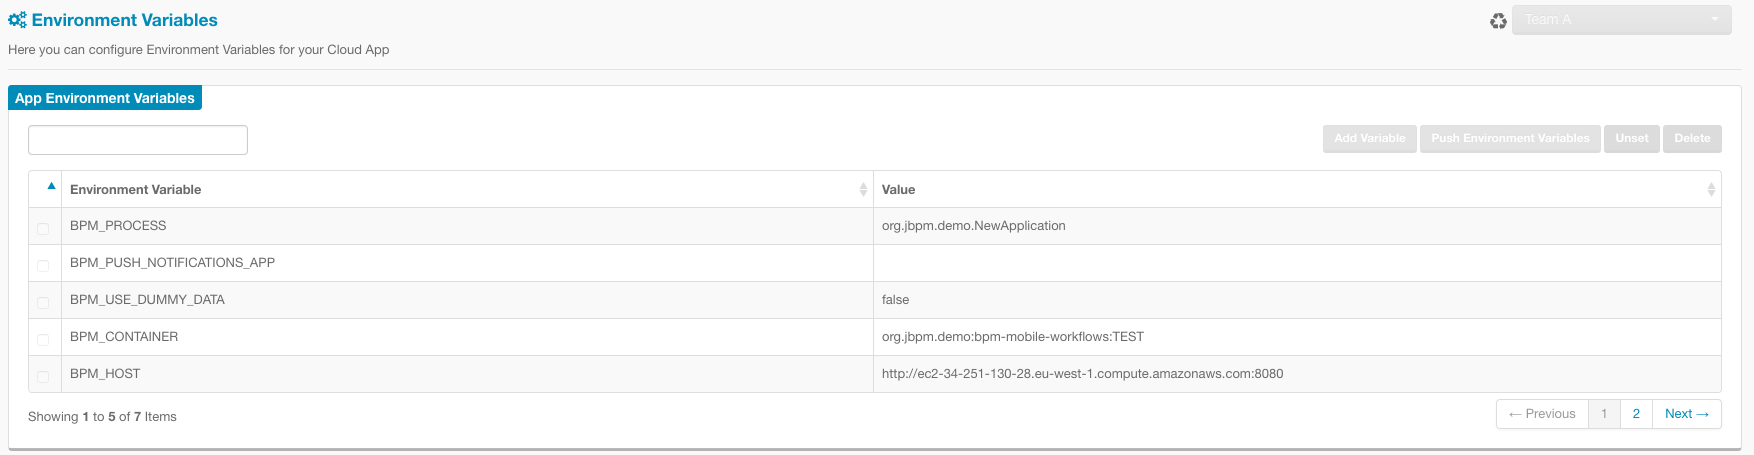 Environment Variables
Team A
Here you can configure Environment Variables for your Cloud App
App Environment Variables
Add Variable Push Environment Variables Unset Delete
Environment Variable Value
BPM_PROCESS org.jbpm.demo.NewApplication
BPM_PUSH_NOTIFICATIONS_APP
BPM_USE_DUMMY_DATA false
BPM_CONTAINER org.jbpm.demo:bpm-mobile-workflows:TEST
BPM_HOST http://ec2-34-251-130-28.eu-west-1.compute.amazonaws.com:8080
Showing 1 to 5 of 7 Items
← Previous 1 2 Next →